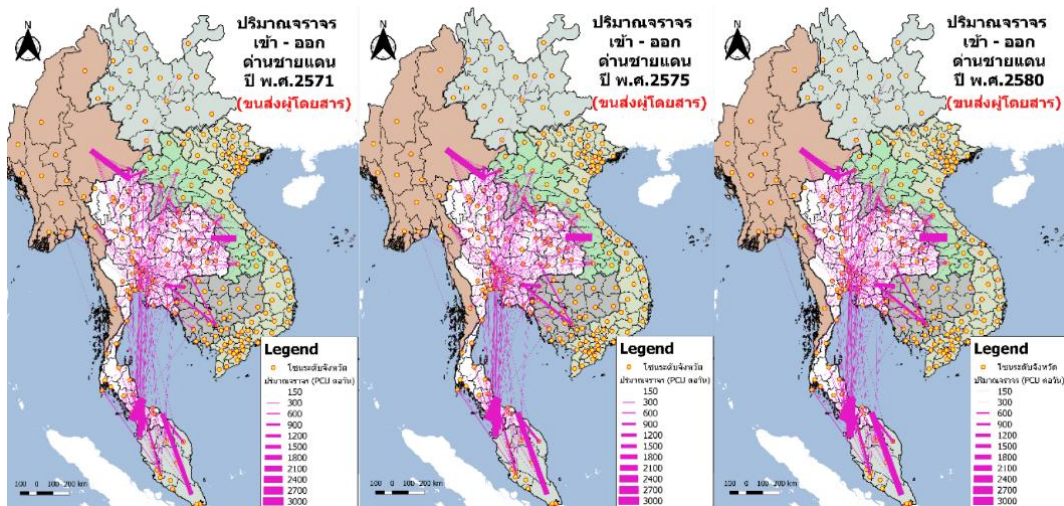 N
ปริมาณจราจร
เข้า - ออก
ด่านชายแดน
ปี พ.ศ.2571
(ขนส่งผู้โดยสาร)
Legend
โซนระดับจังหวัด
ปริมาณจราจร (PCU ต่อวัน)
150
300
600
900
1200
1500
1800
2100
2400
2700
3000
100 0 100 200 km
N
ปริมาณจราจร
เข้า - ออก
ด่านชายแดน
ปี พ.ศ.2575
(ขนส่งผู้โดยสาร)
Legend
โซนระดับจังหวัด
ปริมาณจราจร (PCU ต่อวัน)
150
300
600
900
1200
1500
1800
2100
2400
2700
3000
100 0 100 200 km
N
ปริมาณจราจร
เข้า - ออก
ด่านชายแดน
ปี พ.ศ.2580
(ขนส่งผู้โดยสาร)
Legend
โซนระดับจังหวัด
ปริมาณจราจร (PCU ต่อวัน)
150
300
600
900
1200
1500
1800
2100
2400
2700
3000
100 0 100 200 km